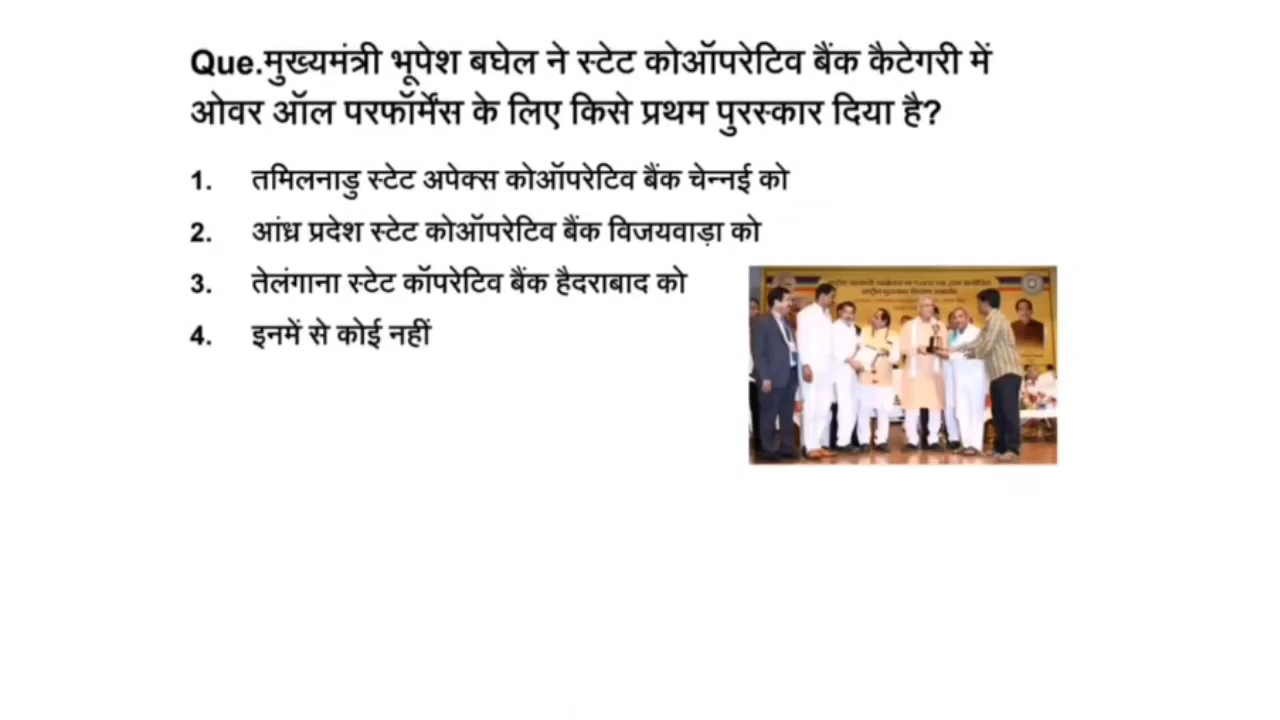 Que.मुख्यमंत्री भूपेश बघेल ने स्टेट कोऑपरेटिव बैंक कैटेगरी में
ओवर ऑल परफॉर्मेंस के लिए किसे प्रथम पुरस्कार दिया है?
1. तमिलनाडु स्टेट अपेक्स कोऑपरेटिव बैंक चेन्नई को
2. आंध्र प्रदेश स्टेट कोऑपरेटिव बैंक विजयवाड़ा को
3. तेलंगाना स्टेट कॉपरेटिव बैंक हैदराबाद को
4. इनमें से कोई नहीं